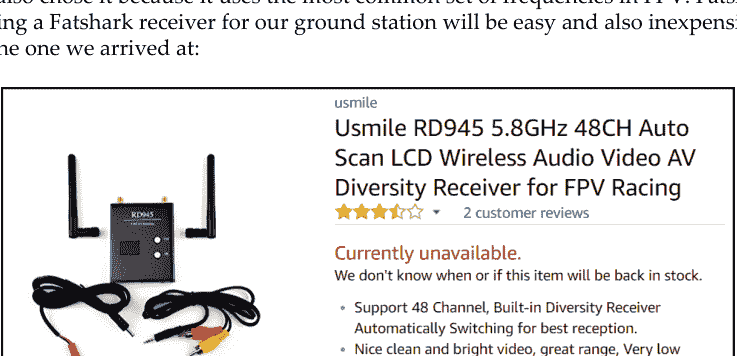 also chose it because it uses the most common set of frequencies in FPV.
ing a Fatshark receiver for our ground station will be easy and also
he one we arrived at:
usmile
Usmile RD945 5.8GHz 48CH Auto
Scan LCD Wireless Audio Video AV
Diversity Receiver for FPV Racing
2 customer reviews
RD945
Currently unavailable.
We don't know when or if this item will be back in stock.
Support 48 Channel, Built-in Diversity Receiver
Automatically Switching for best reception.
Nice clean and bright video, great range, Very low